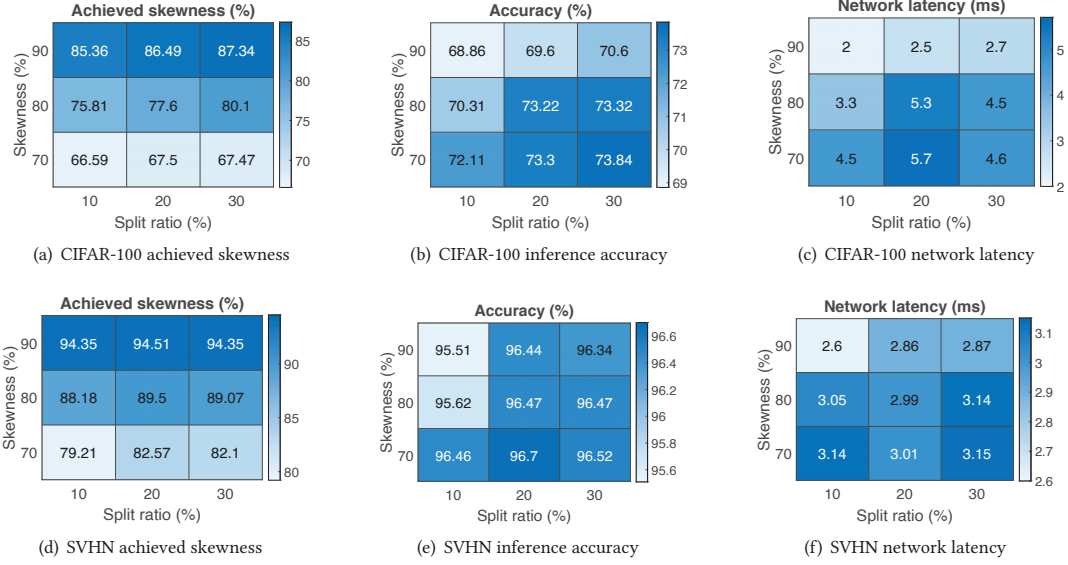 Achieved skewness (%)
Skewness (%)
90 85.36 86.49 87.34
80 75.81 77.6 80.1
70 66.59 67.5 67.47
10 20 30
Split ratio (%)
85
80
75
70
(a) CIFAR-100 achieved skewness
Accuracy (%)
Skewness (%)
90 68.86 69.6 70.6
80 70.31 73.22 73.32
70 72.11 73.3 73.84
10 20 30
Split ratio (%)
73
72
71
70
69
(b) CIFAR-100 inference accuracy
Network latency (ms)
Skewness (%)
90 2 2.5 2.7
80 3.3 5.3 4.5
70 4.5 5.7 4.6
10 20 30
Split ratio (%)
5
4
3
2
(c) CIFAR-100 network latency
Achieved skewness (%)
Skewness (%)
90 94.35 94.51 94.35
80 88.18 89.5 89.07
70 79.21 82.57 82.1
10 20 30
Split ratio (%)
90
85
80
(d) SVHN achieved skewness
Accuracy (%)
Skewness (%)
90 95.51 96.44 96.34
80 95.62 96.47 96.47
70 96.46 96.7 96.52
10 20 30
Split ratio (%)
96.6
96.4
96.2
96
95.8
95.6
(e) SVHN inference accuracy
Network latency (ms)
Skewness (%)
90 2.6 2.86 2.87
80 3.05 2.99 3.14
70 3.14 3.01 3.15
10 20 30
Split ratio (%)
3.1
3
2.9
2.8
2.7
2.6
(f) SVHN network latency